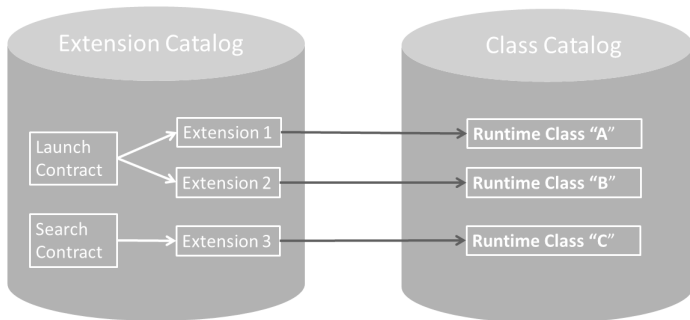 Extension Catalog
Class Catalog
Launch
Contract
Extension 1
Runtime Class “A”
Extension 2
Runtime Class “B”
Search
Contract
Extension 3
Runtime Class “C”